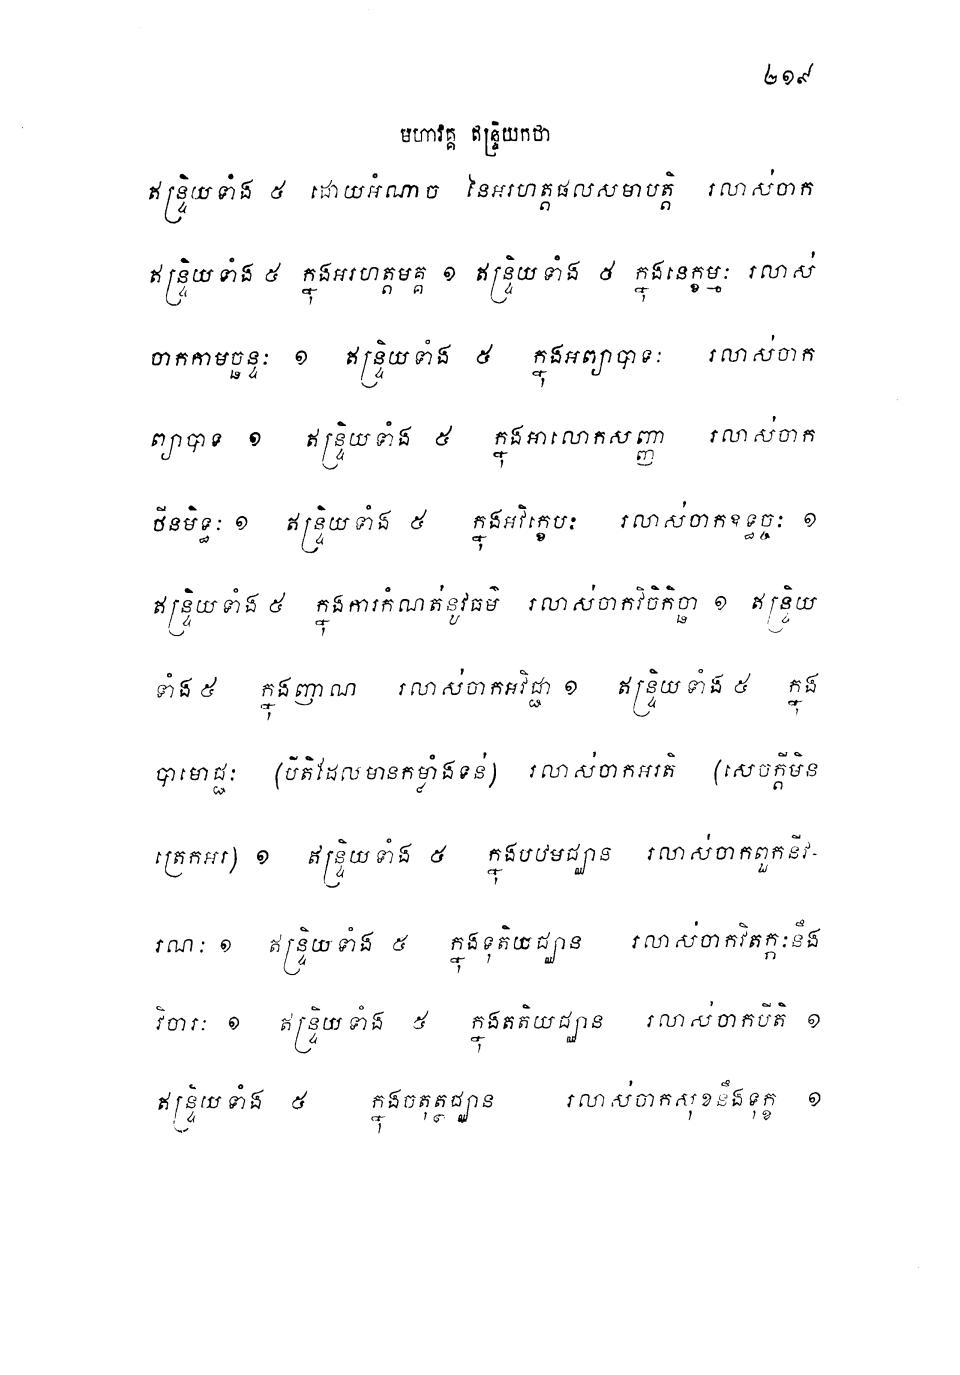 ២១៩
មហាវគ្គ ឥន្ទ្រិយកថា
ឥន្ទ្រិយទាំង ៥ ដោយអំណាច នៃអរហត្តផលសមាបត្តិ រលាស់ចាក
ឥន្ទ្រិយទាំង ៥ ក្នុងអរហត្តមគ្គ ១ ឥន្ទ្រិយទាំង ៥ ក្នុងនេក្ខម្មៈ រលាស់
ចាកកាមច្ឆន្ទៈ ១ ឥន្ទ្រិយទាំង ៥ ក្នុងអព្យាបាទៈ រលាស់ចាក
ព្យាបាទ ១ ឥន្ទ្រិយទាំង ៥ ក្នុងអាលោកសញ្ញា រលាស់ចាក
ថីនមិទ្ធៈ ១ ឥន្ទ្រិយទាំង ៥ ក្នុងអវិក្ខេបៈ រលាស់ចាកឧទ្ធច្ចៈ ១
ឥន្ទ្រិយទាំង ៥ ក្នុងការកំណត់នូវធម៌ រលាស់ចាកវិចិកិច្ឆា ១ ឥន្ទ្រិយ
ទាំង ៥ ក្នុងញាណ រលាស់ចាកអវិជ្ជា ១ ឥន្ទ្រិយទាំង ៥ ក្នុង
បាមោជ្ជៈ (បីតិដែលមានកម្លាំងទន់) រលាស់ចាកអរតិ (សេចក្តីមិន
ត្រេកអរ) ១ ឥន្ទ្រិយទាំង ៥ ក្នុងបឋមជ្ឈាន រលាស់ចាកពួកនីវ-
រណៈ ១ ឥន្ទ្រិយទាំង ៥ ក្នុងទុតិយជ្ឈាន រលាស់ចាកវិតក្កៈនឹង
វិចារៈ ១ ឥន្ទ្រិយទាំង ៥ ក្នុងតតិយជ្ឈាន រលាស់ចាកបីតិ ១
ឥន្ទ្រិយទាំង ៥ ក្នុងចតុត្ថជ្ឈាន រលាស់ចាកសុខនឹងទុក្ខ ១